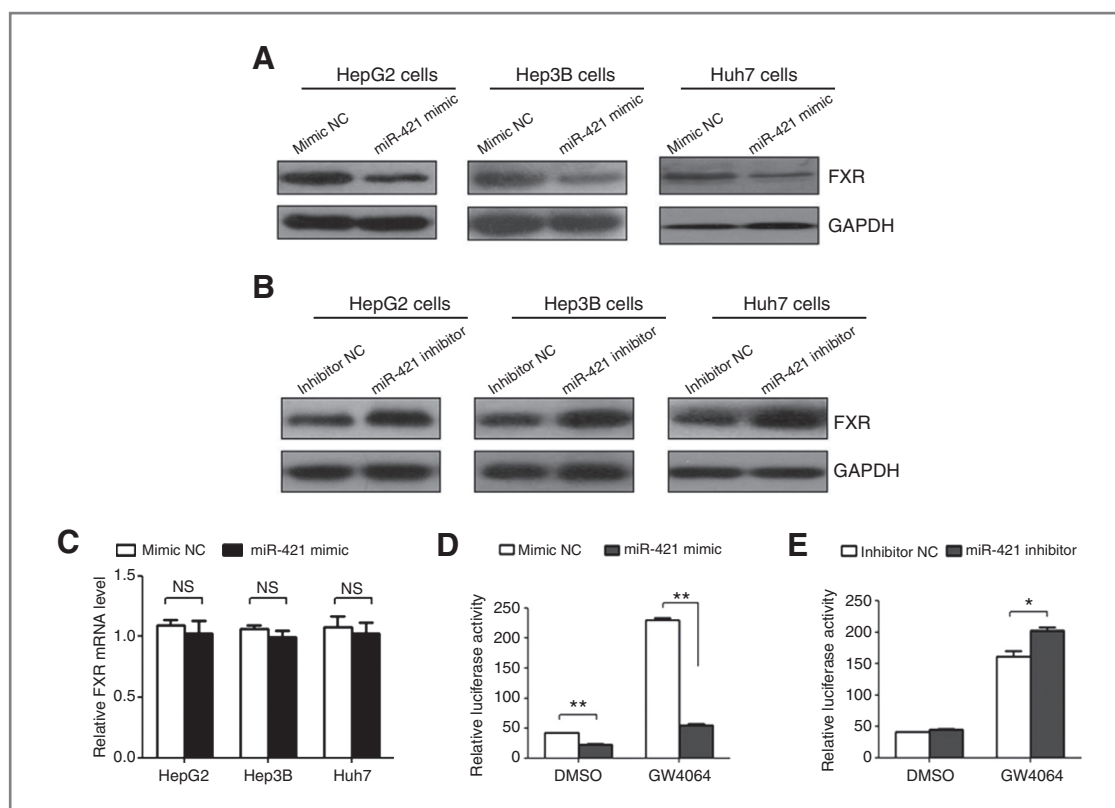 A
HepG2 cells
Hep3B cells
Huh7 cells
Mimic NC
miR-421 mimic
Mimic NC
miR-421 mimic
Mimic NC
miR-421 mimic
FXR
GAPDH
B
HepG2 cells
Hep3B cells
Huh7 cells
Inhibitor NC
miR-421 inhibitor
Inhibitor NC
miR-421 inhibitor
Inhibitor NC
miR-421 inhibitor
FXR
GAPDH
C
Mimic NC
miR-421 mimic
Relative FXR mRNA level
1.5
1.0
0.5
0.0
NS
NS
NS
HepG2
Hep3B
Huh7
D
Mimic NC
miR-421 mimic
Relative luciferase activity
250
200
150
100
50
0
**
**
DMSO
GW4064
E
Inhibitor NC
miR-421 inhibitor
Relative luciferase activity
250
200
150
100
50
0
*
DMSO
GW4064